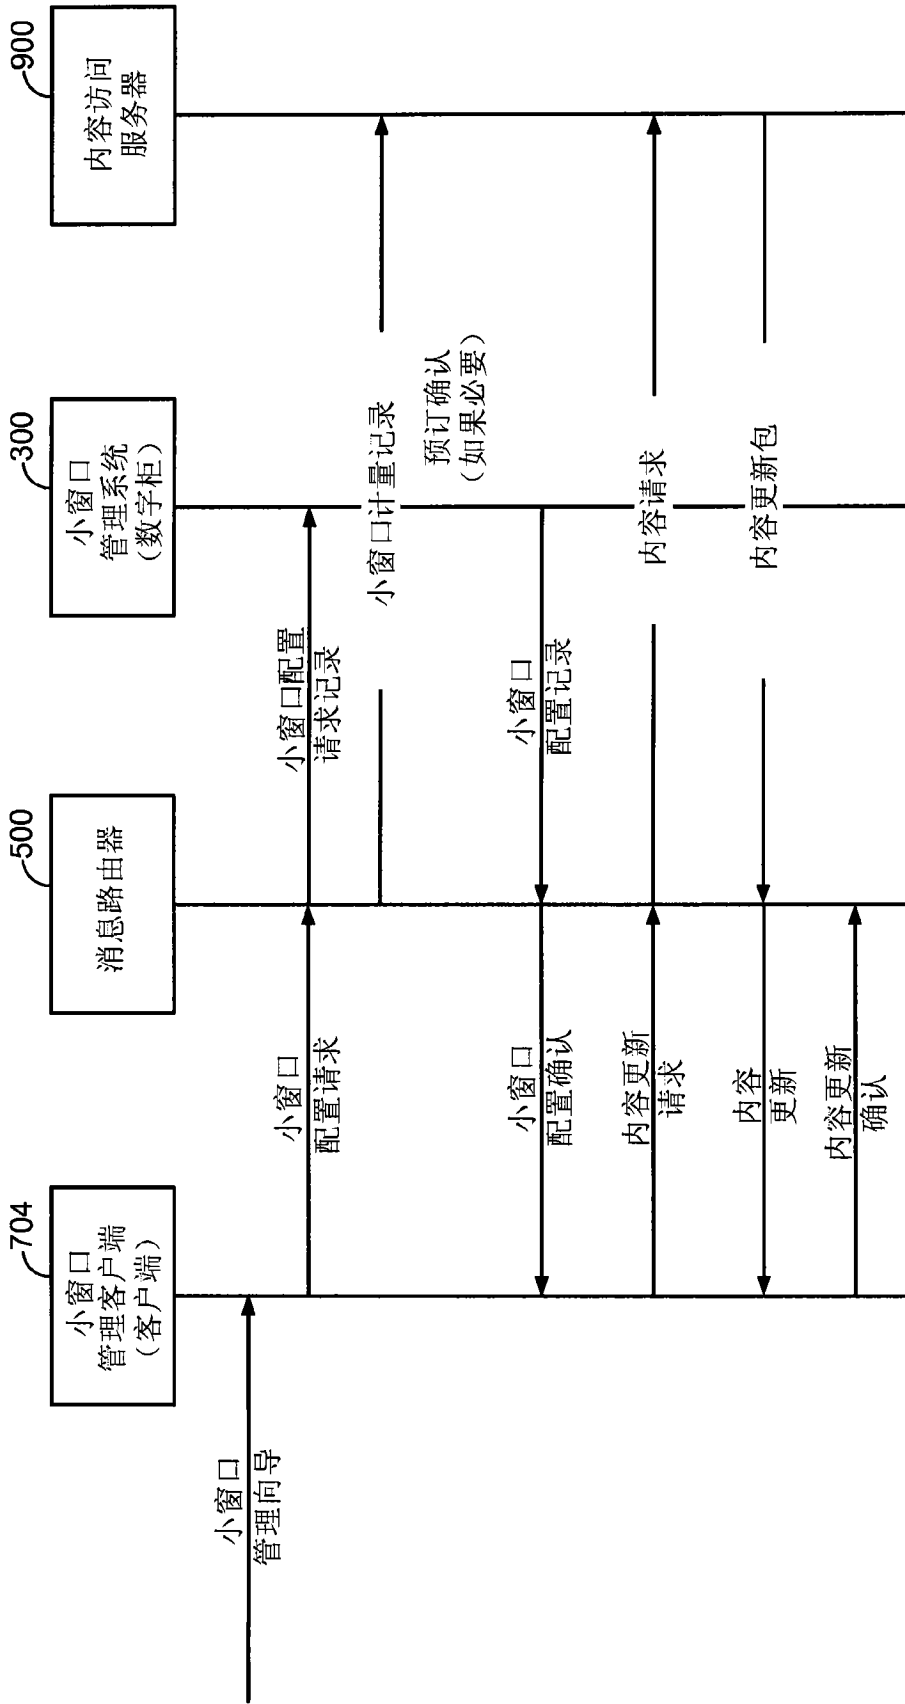 704
小窗口
管理客户端
（客户端）
500
消息路由器
300
小窗口
管理系统
（数字柜）
900
内容访问
服务器
小窗口
管理向导
小窗口
配置请求
小窗口配置
请求记录
小窗口计量记录
预订确认
（如果必要）
小窗口
配置记录
小窗口
配置确认
内容更新
请求
内容请求
内容更新包
内容
更新
内容更新
确认